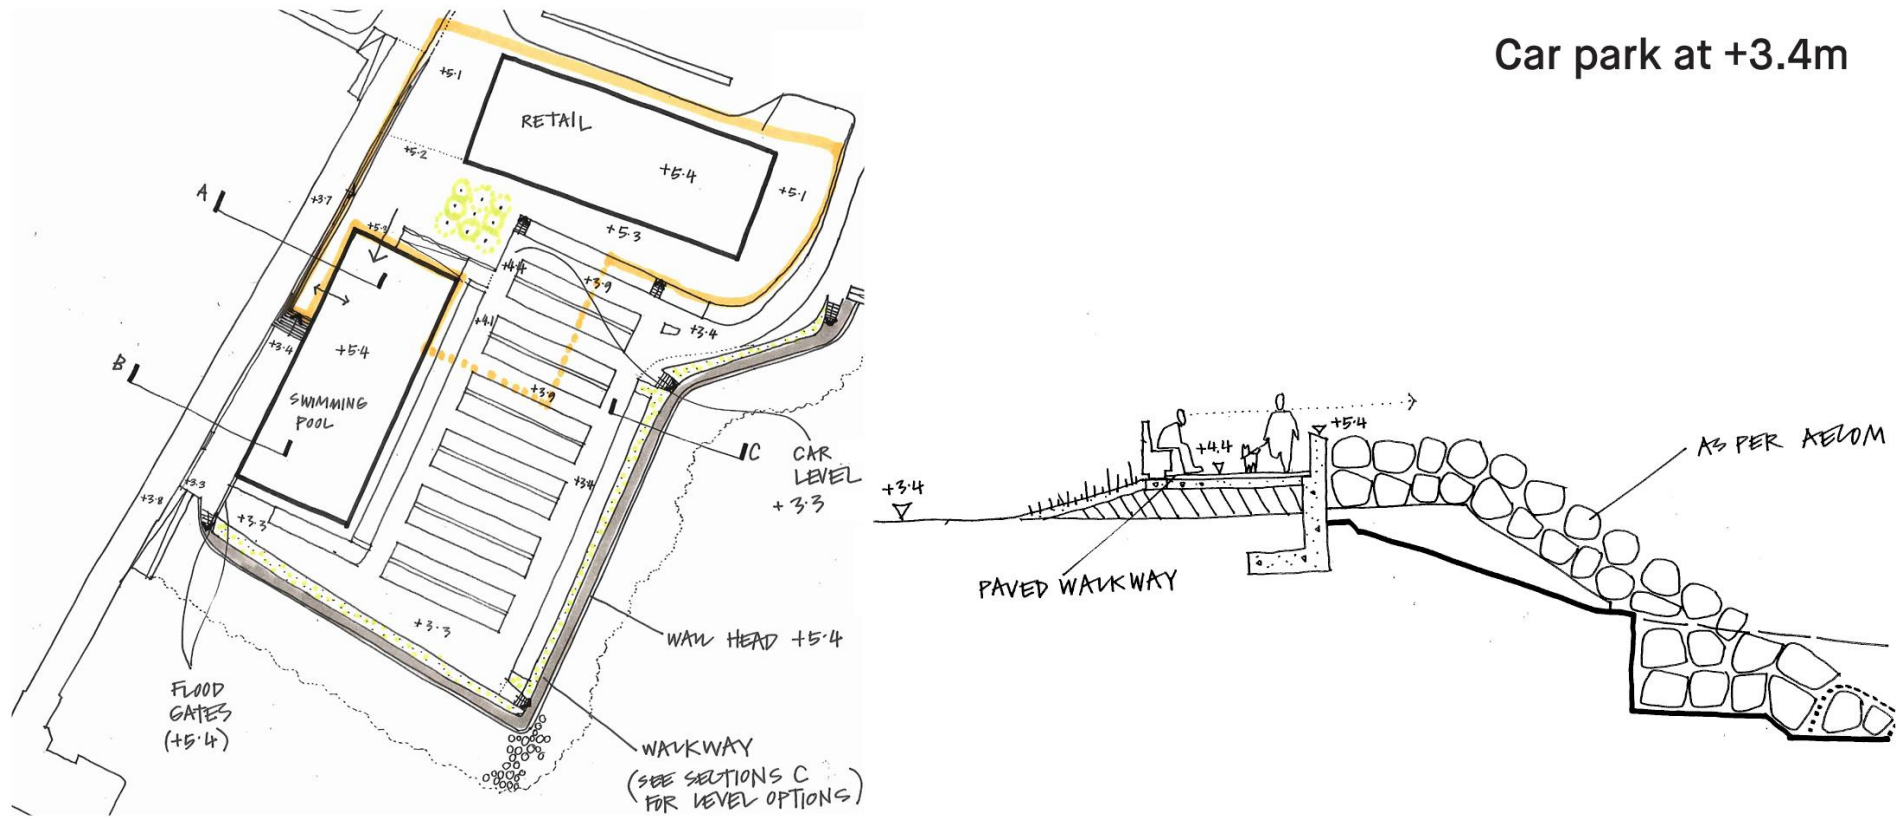 Car park at +3.4m
+5.1
RETAIL
+5.2
+5.4
+5.1
A
+3.7
+5.3
+5.3
+4.4
+3.9
+4.1
+3.4
+3.4
+5.4
B
+3.9
SWIMMING
POOL
C
CAR
LEVEL
+3.3
+3.3
+3.8
+3.4
+3.3
+3.3
WALL HEAD +5.4
FLOOD
GATES
(+5.4)
WALKWAY
(SEE SECTIONS C
FOR LEVEL OPTIONS)
+5.4
+4.4
AS PER AECOM
+3.4
PAVED WALKWAY